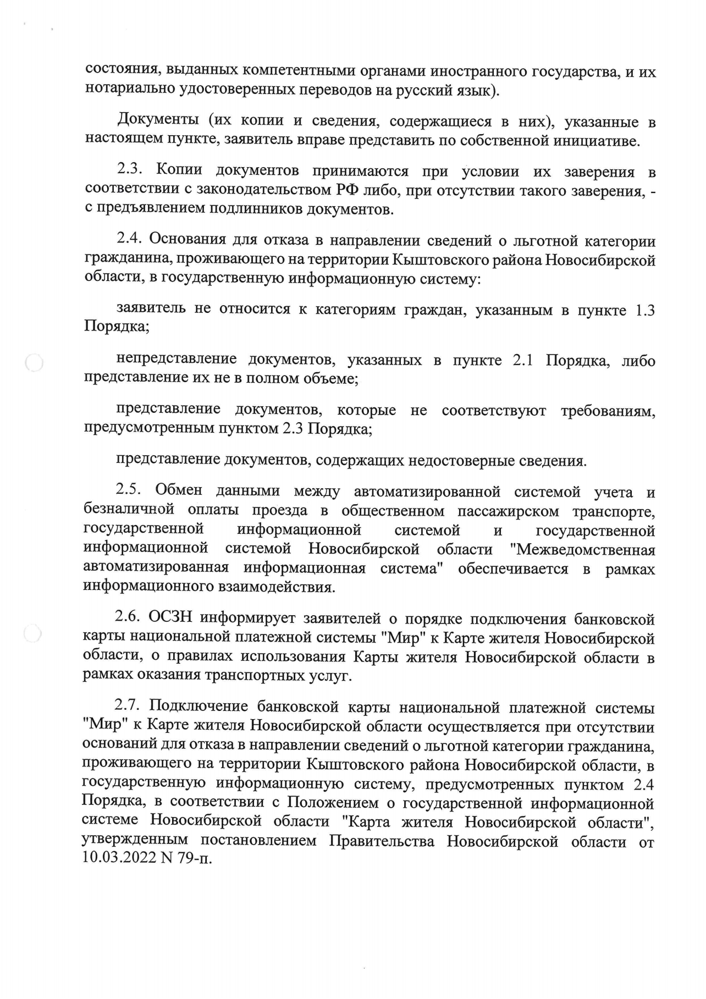 состояния, выданных компетентными органами иностранного государства, и их
нотариально удостоверенных переводов на русский язык).
Документы (их копии и сведения, содержащиеся в них), указанные в
настоящем пункте, заявитель вправе представить по собственной инициативе.
2.3. Копии документов принимаются при условии их заверения в
соответствии с законодательством РФ либо, при отсутствии такого заверения, -
с предъявлением подлинников документов.
2.4. Основания для отказа в направлении сведений о льготной категории
гражданина, проживающего на территории Кыштовского района Новосибирской
области, в государственную информационную систему:
заявитель не относится к категориям граждан, указанным в пункте 1.3
Порядка;
непредставление документов, указанных в пункте 2.1 Порядка, либо
представление их не в полном объеме;
представление документов, которые не соответствуют требованиям,
предусмотренным пунктом 2.3 Порядка;
представление документов, содержащих недостоверные сведения.
2.5. Обмен данными между автоматизированной системой учета и
безналичной оплаты проезда в общественном пассажирском транспорте,
государственной информационной системой и государственной
информационной системой Новосибирской области "Межведомственная
автоматизированная информационная система" обеспечивается в рамках
информационного взаимодействия.
2.6. ОСЗН информирует заявителей о порядке подключения банковской
карты национальной платежной системы "Мир" к Карте жителя Новосибирской
области, о правилах использования Карты жителя Новосибирской области в
рамках оказания транспортных услуг.
2.7. Подключение банковской карты национальной платежной системы
"Мир" к Карте жителя Новосибирской области осуществляется при отсутствии
оснований для отказа в направлении сведений о льготной категории гражданина,
проживающего на территории Кыштовского района Новосибирской области, в
государственную информационную систему, предусмотренных пунктом 2.4
Порядка, в соответствии с Положением о государственной информационной
системе Новосибирской области "Карта жителя Новосибирской области",
утвержденным постановлением Правительства Новосибирской области от
10.03.2022 N 79-п.